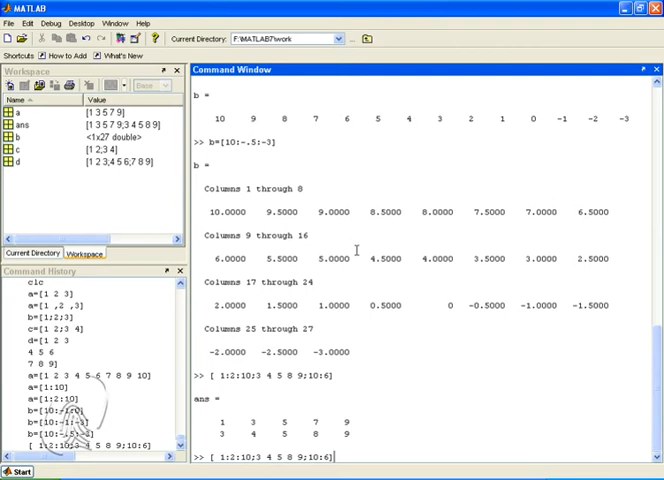 MATLAB
File Edit Debug Desktop Window Help
Current Directory: F:\MATLAB7\work
Shortcuts How to Add What's New
Workspace
Base
Name Value
a [1 3 5 7 9]
ans [1 3 5 7 9;3 4 5 8 9]
b <1x27 double>
c [1 2;3 4]
d [1 2 3;4 5 6;7 8 9]
Current Directory Workspace
Command History
clc
a=[1 2 3]
a=[1 ,2 ,3]
b=[1;2;3]
c=[1 2;3 4]
d=[1 2 3
4 5 6
7 8 9]
a=[1 2 3 4 5 6 7 8 9 10]
a=[1:10]
a=[1:2:10]
b=[10:-1:0]
b=[10:-1:-3]
b=[10:-.5:-3]
[ 1:2:10;3 4 5 8 9;10:6]
Command Window
b =
10 9 8 7 6 5 4 3 2 1 0 -1 -2 -3
>> b=[10:-.5:-3]
b =
Columns 1 through 8
10.0000 9.5000 9.0000 8.5000 8.0000 7.5000 7.0000 6.5000
Columns 9 through 16
6.0000 5.5000 5.0000 4.5000 4.0000 3.5000 3.0000 2.5000
Columns 17 through 24
2.0000 1.5000 1.0000 0.5000 0 -0.5000 -1.0000 -1.5000
Columns 25 through 27
-2.0000 -2.5000 -3.0000
>> [ 1:2:10;3 4 5 8 9;10:6]
ans =
1 3 5 7 9
3 4 5 8 9
>> [ 1:2:10;3 4 5 8 9;10:6]
Start